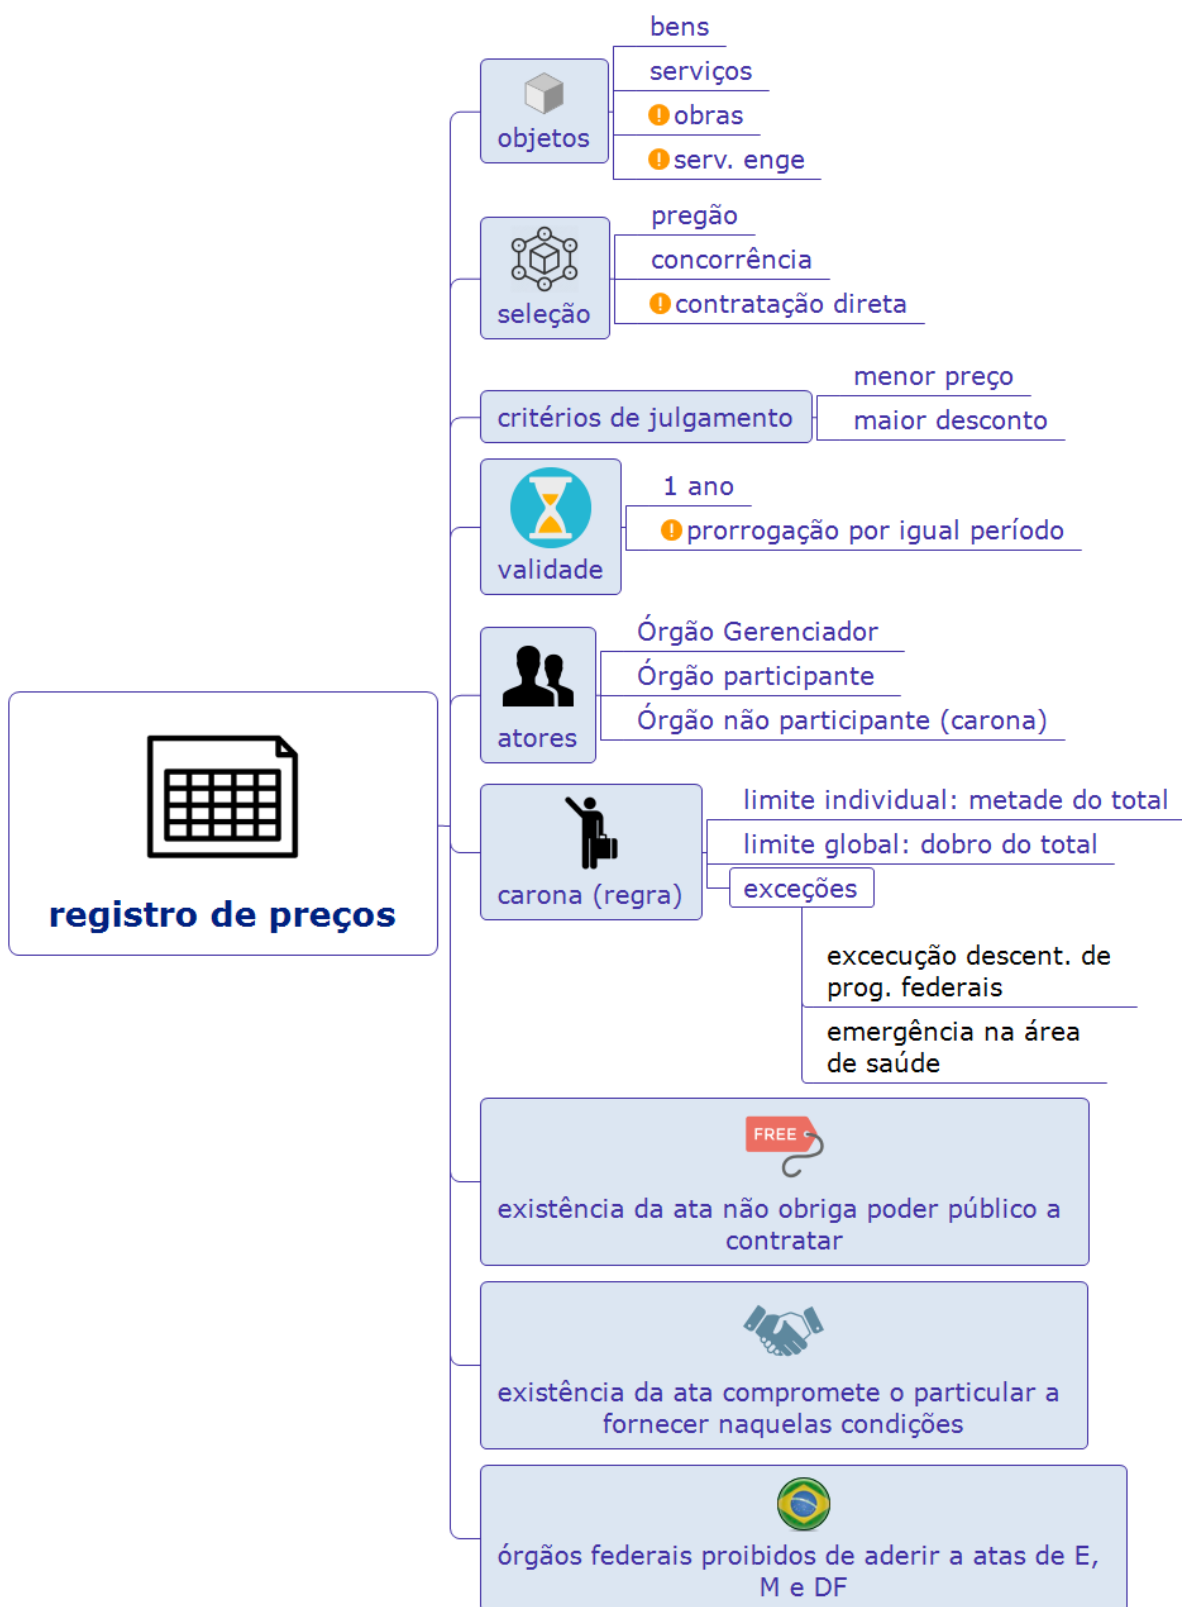 bens
serviços
obras
serv. enge
objetos
pregão
concorrência
contratação direta
seleção
menor preço
maior desconto
critérios de julgamento
1 ano
prorrogação por igual período
validade
Órgão Gerenciador
Órgão participante
Órgão não participante (carona)
atores
limite individual: metade do total
limite global: dobro do total
exceções
carona (regra)
registro de preços
excecução descent. de
prog. federais
emergência na área
de saúde
FREE
existência da ata não obriga poder público a
contratar
existência da ata compromete o particular a
fornecer naquelas condições
órgãos federais proibidos de aderir a atas de E,
M e DF